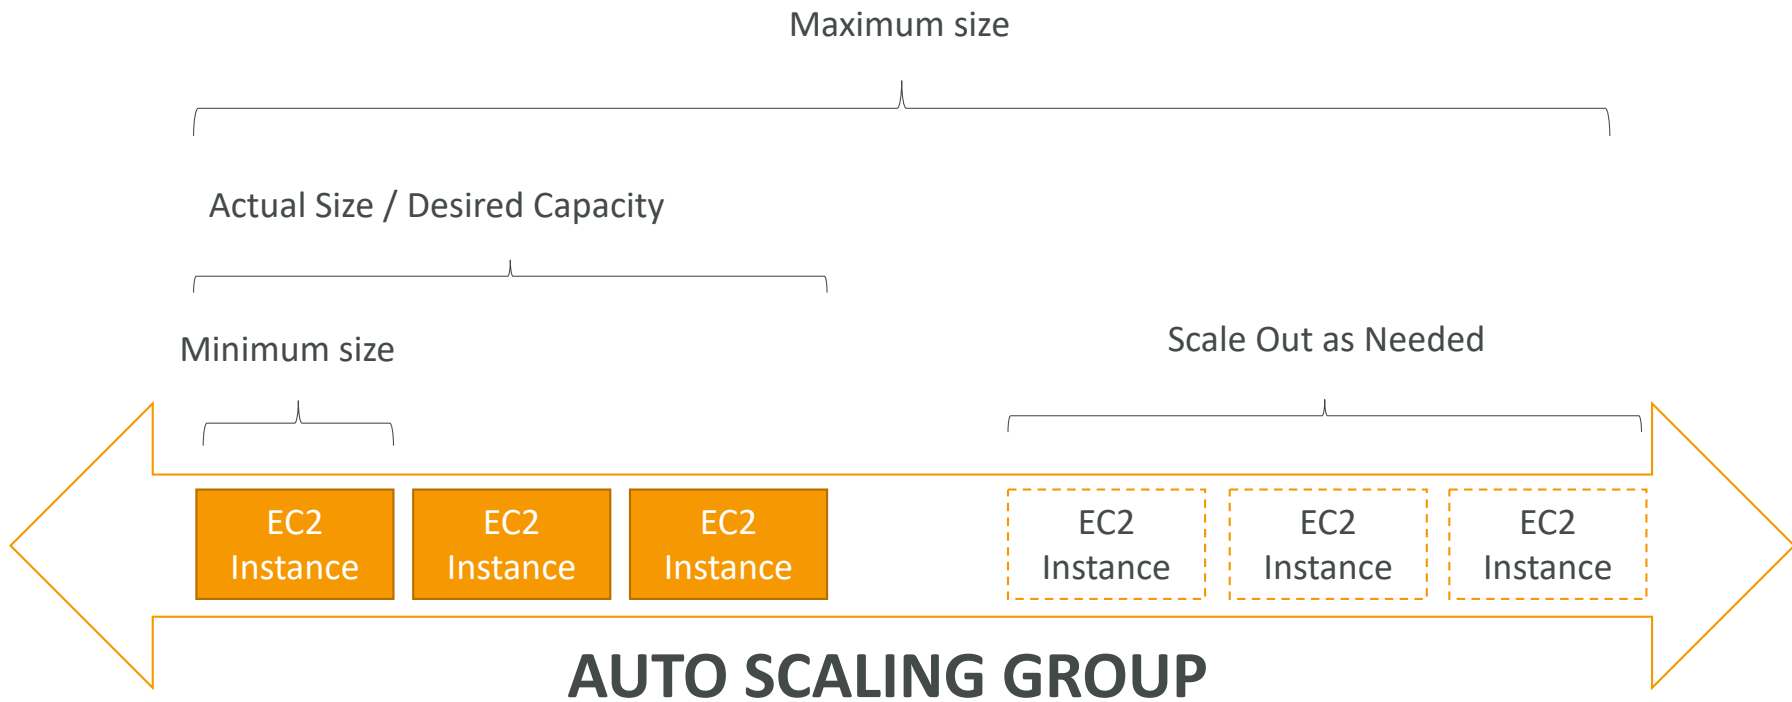 Maximum size
Actual Size / Desired Capacity
Minimum size
Scale Out as Needed
EC2
Instance
EC2
Instance
EC2
Instance
EC2
Instance
EC2
Instance
EC2
Instance
AUTO SCALING GROUP